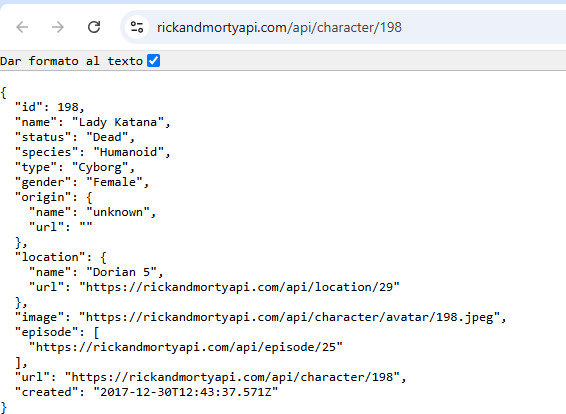 rickandmortyapi.com/api/character/198
Dar formato al texto
{
  "id": 198,
  "name": "Lady Katana",
  "status": "Dead",
  "species": "Humanoid",
  "type": "Cyborg",
  "gender": "Female",
  "origin": {
    "name": "unknown",
    "url": ""
  },
  "location": {
    "name": "Dorian 5",
    "url": "https://rickandmortyapi.com/api/location/29"
  },
  "image": "https://rickandmortyapi.com/api/character/avatar/198.jpeg",
  "episode": [
    "https://rickandmortyapi.com/api/episode/25"
  ],
  "url": "https://rickandmortyapi.com/api/character/198",
  "created": "2017-12-30T12:43:37.571Z"
}